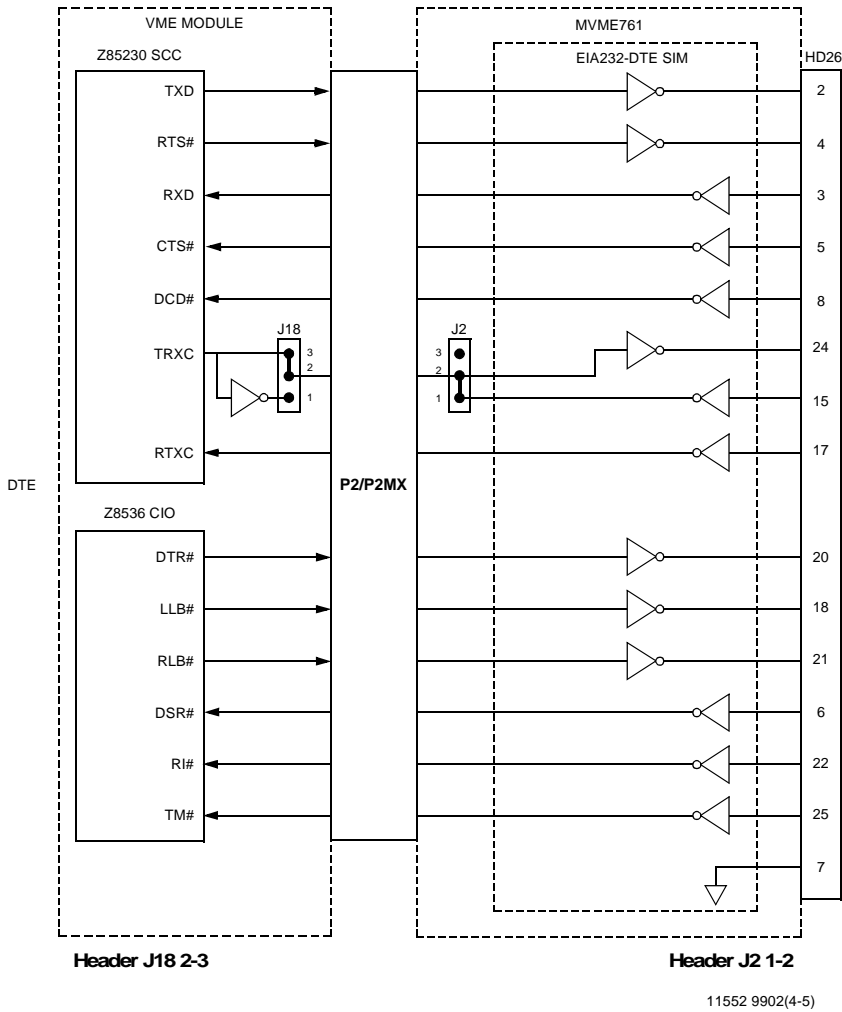 VME MODULE
MVME761
Z85230 SCC
EIA232-DTE SIM
HD26
TXD
2
RTS#
4
RXD
3
CTS#
5
DCD#
8
J18
J2
TRXC
3
3
24
2
2
1
1
15
RTXC
17
DTE
P2/P2MX
Z8536 CIO
DTR#
20
LLB#
18
RLB#
21
DSR#
6
RI#
22
TM#
25
7
Header J18 2-3
Header J2 1-2
11552 9902(4-5)